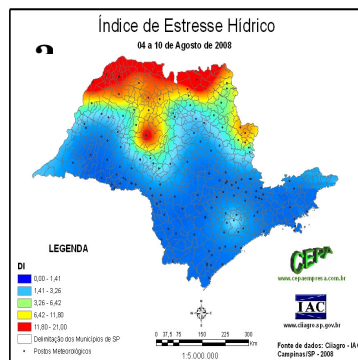 Índice de Estresse Hídrico
04 a 10 de Agosto de 2008
a
LEGENDA
DI
0,00 - 1,41
1,41 - 3,26
3,26 - 6,42
6,42 - 11,80
11,80 - 21,00
Delimitação dos Municípios de SP
Postos Meteorológicos
0 37,5 75 150 225 300
Km
1:5.000.000
CEPA
www.cepaempresa.com.br
IAC
www.ciiagro.sp.gov.br
Fonte de dados: Ciiagro - IAC
Campinas/SP - 2008